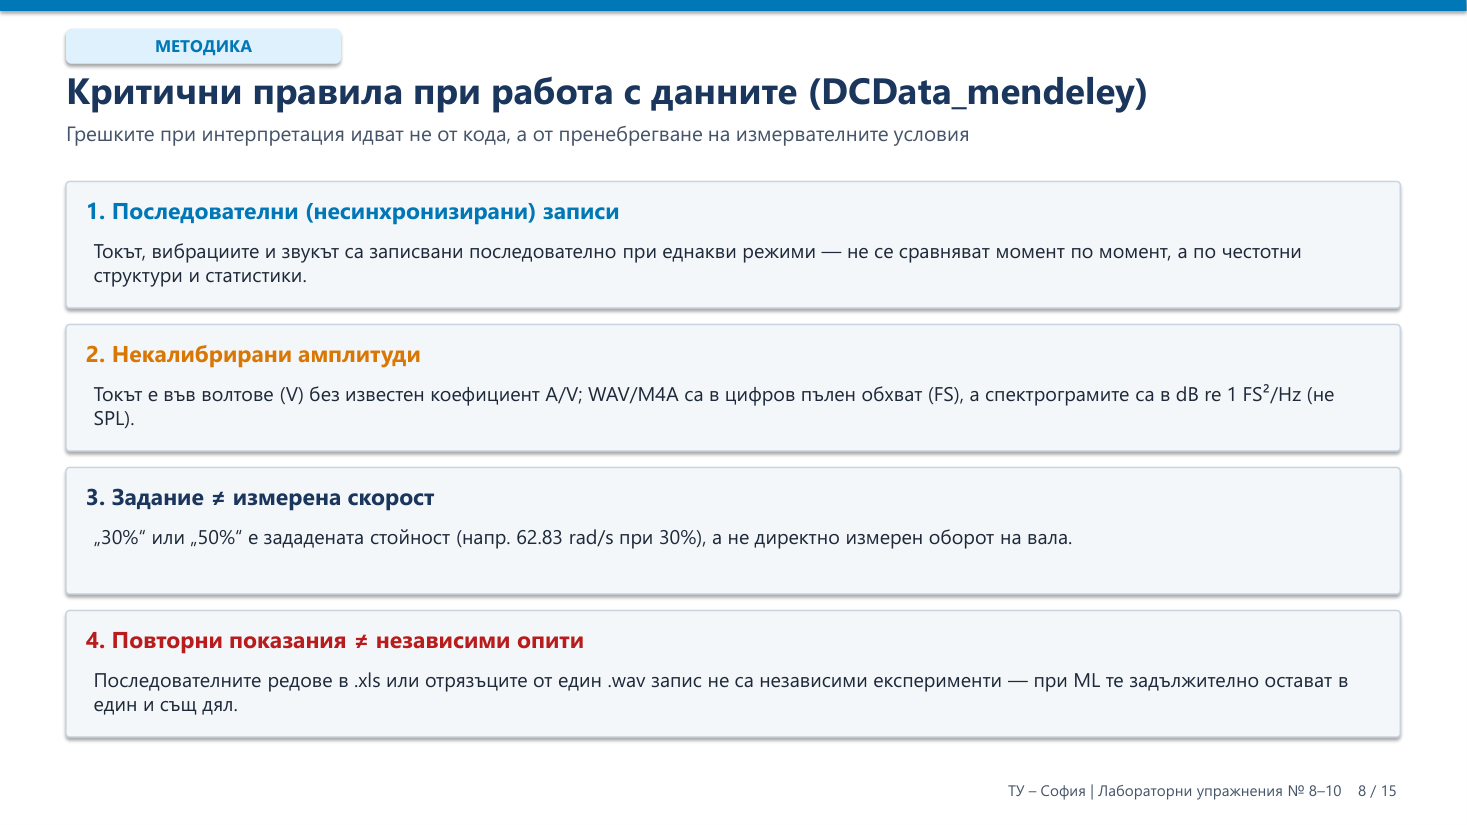 МЕТОДИКА
Критични правила при работа с данните (DCData_mendeley)
Грешките при интерпретация идват не от кода, а от пренебрегване на измервателните условия
1. Последователни (несинхронизирани) записи
Токът, вибрациите и звукът са записвани последователно при еднакви режими — не се сравняват момент по момент, а по честотни
структури и статистики.
2. Некалибрирани амплитуди
Токът е във волтове (V) без известен коефициент A/V; WAV/M4A са в цифров пълен обхват (FS), а спектрограмите са в dB re 1 FS²/Hz (не
SPL).
3. Задание ≠ измерена скорост
„30%“ или „50%“ е зададената стойност (напр. 62.83 rad/s при 30%), а не директно измерен оборот на вала.
4. Повторни показания ≠ независими опити
Последователните редове в .xls или отрязъците от един .wav запис не са независими експерименти — при ML те задължително остават в
един и същ дял.
ТУ – София | Лабораторни упражнения № 8–10 8 / 15